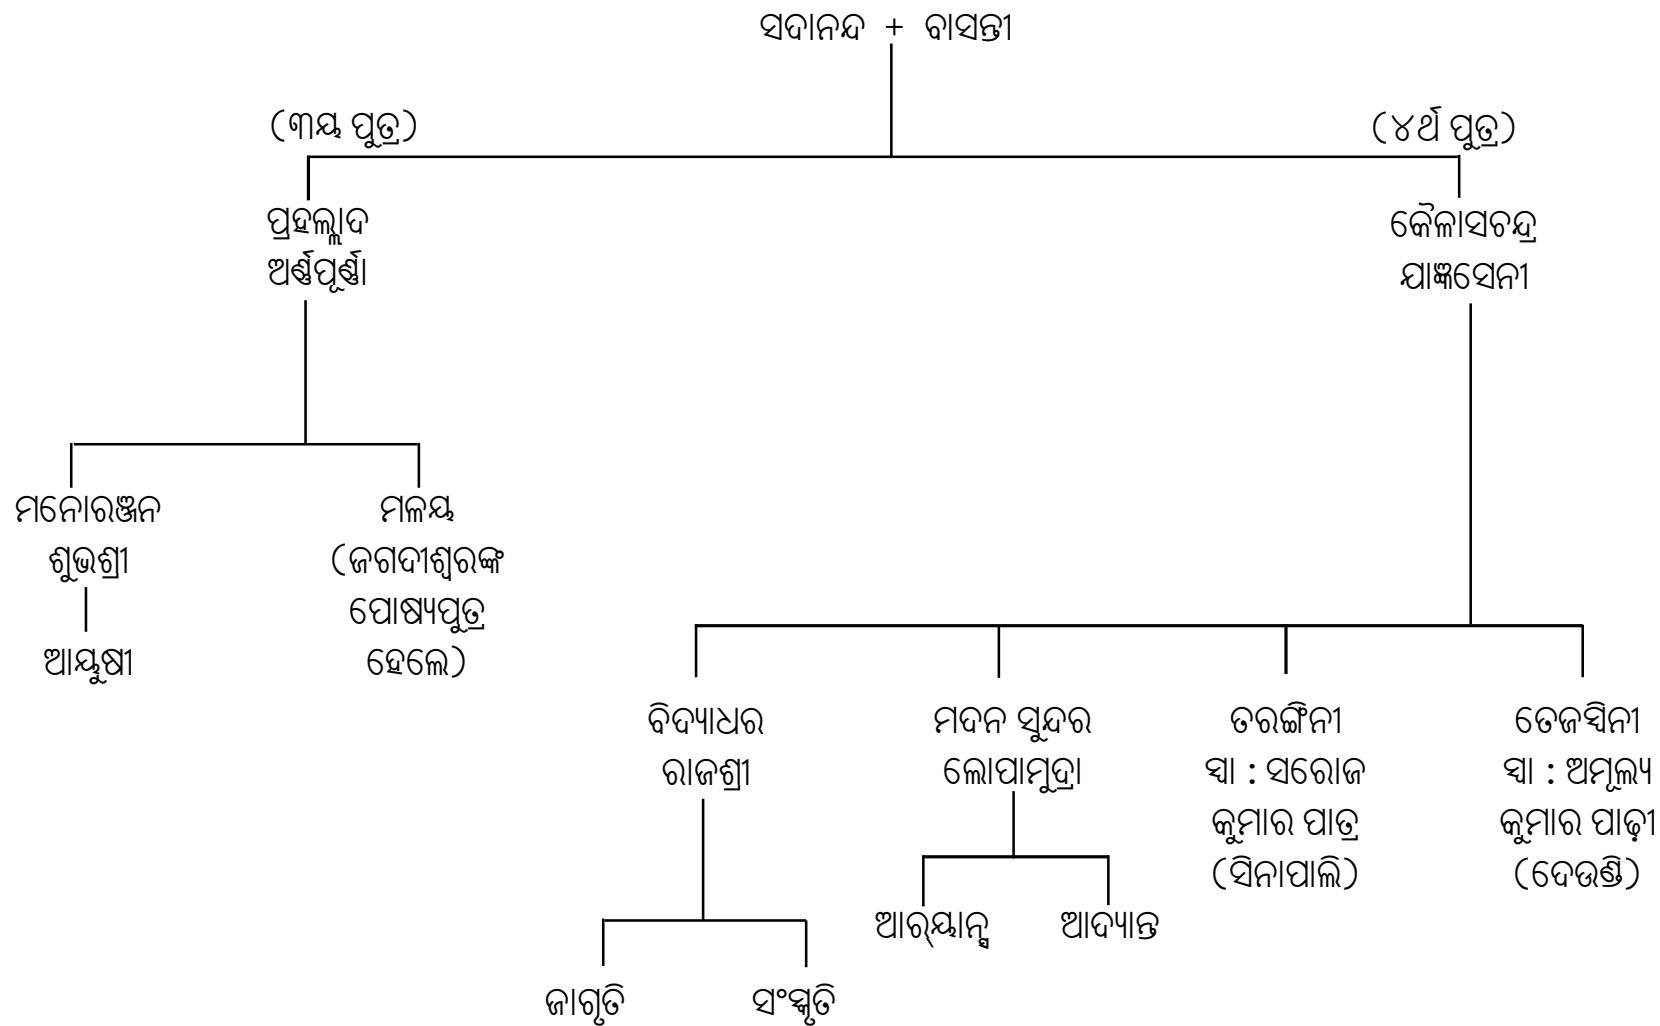 ସଦାନନ୍ଦ + ବାସନ୍ତୀ
(୩ୟ ପୁତ୍ର)
(୪ର୍ଥ ପୁତ୍ର)
ପ୍ରହଲ୍ଲାଦ
ଅର୍ଣ୍ଣପୂର୍ଣ୍ଣା
କୈଳାସଚନ୍ଦ୍ର
ଯାଜ୍ଞସେନୀ
ମନୋରଞ୍ଜନ
ଶୁଭଶ୍ରୀ
ଆୟୁଷୀ
ମଳୟ
(ଜଗଦୀଶ୍ୱରଙ୍କ
ପୋଷ୍ୟପୁତ୍ର
ହେଲେ)
ବିଦ୍ୟାଧର
ରାଜଶ୍ରୀ
ମଦନ ସୁନ୍ଦର
ଲୋପାମୁଦ୍ରା
ତରଙ୍ଗିନୀ
ସ୍ୱା : ସରୋଜ
କୁମାର ପାତ୍ର
(ସିନାପାଲି)
ତେଜସ୍ୱିନୀ
ସ୍ୱା : ଅମୂଲ୍ୟ
କୁମାର ପାଢ଼ୀ
(ଦେଉଣ୍ଡି)
ଆର୍‍ୟାନ୍ସ
ଆଦ୍ୟାନ୍ତ
ଜାଗୃତି
ସଂସ୍କୃତି